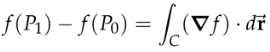 f(P₁) − f(P₀) = ∫_C (∇f) · dr⃗